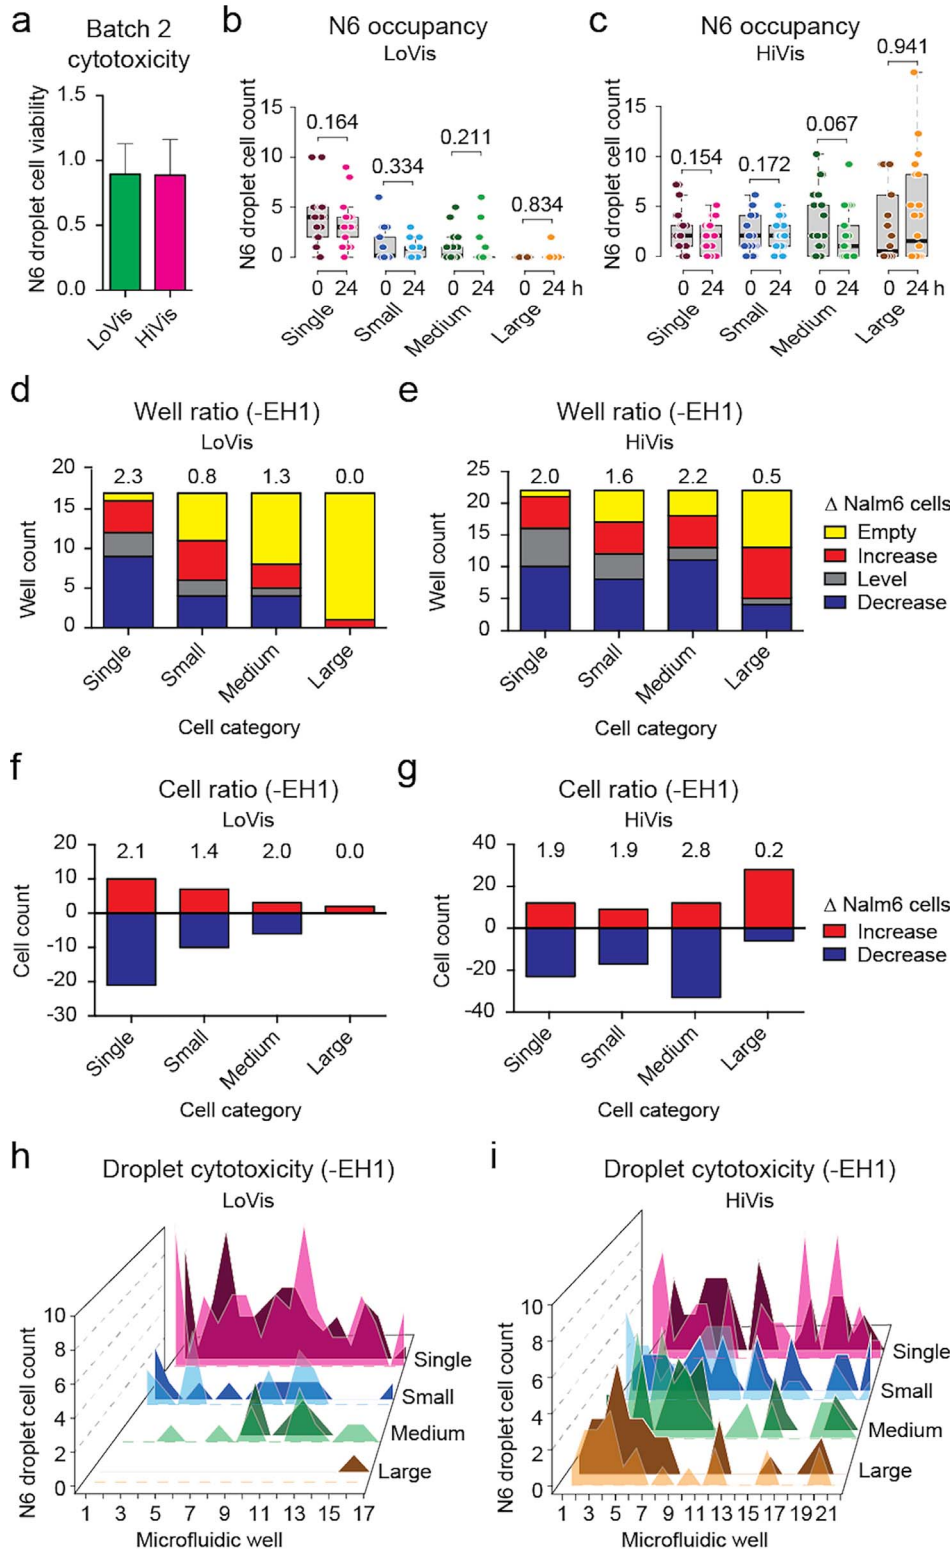 a
Batch 2
cytotoxicity
N6 droplet cell viability
1.5
1.0
0.5
0.0
LoVis
HiVis
b
N6 occupancy
LoVis
N6 droplet cell count
15
10
5
0
0.164
0.334
0.211
0.834
0 24 0 24 0 24 0 24 h
Single
Small
Medium
Large
c
N6 occupancy
HiVis
N6 droplet cell count
15
10
5
0
0.154
0.172
0.067
0.941
0 24 0 24 0 24 0 24 h
Single
Small
Medium
Large
d
Well ratio (-EH1)
LoVis
Well count
20
15
10
5
0
2.3 0.8 1.3 0.0
Single
Small
Medium
Large
Cell category
e
Well ratio (-EH1)
HiVis
Well count
25
20
15
10
5
0
2.0 1.6 2.2 0.5
Single
Small
Medium
Large
Cell category
Δ Nalm6 cells
Empty
Increase
Level
Decrease
f
Cell ratio (-EH1)
LoVis
Cell count
20
10
0
-10
-20
-30
2.1 1.4 2.0 0.0
Single
Small
Medium
Large
Cell category
g
Cell ratio (-EH1)
HiVis
Cell count
40
20
0
-20
-40
1.9 1.9 2.8 0.2
Single
Small
Medium
Large
Cell category
Δ Nalm6 cells
Increase
Decrease
h
Droplet cytotoxicity (-EH1)
LoVis
N6 droplet cell count
10
8
6
4
2
0
Single
Small
Medium
Large
1 3 5 7 9 11 13 15 17
Microfluidic well
i
Droplet cytotoxicity (-EH1)
HiVis
N6 droplet cell count
10
8
6
4
2
0
Single
Small
Medium
Large
1 3 5 7 9 11 13 15 17 19 21
Microfluidic well